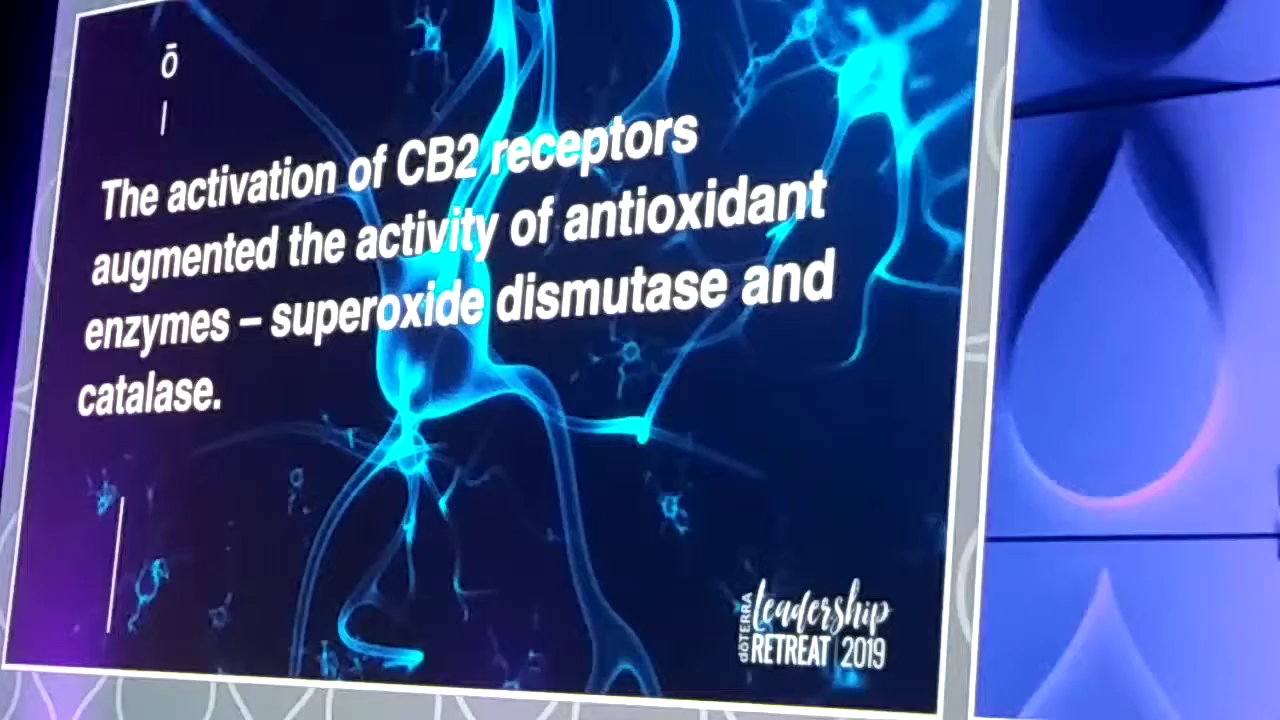 ō
The activation of CB2 receptors
augmented the activity of antioxidant
enzymes – superoxide dismutase and
catalase.
dōTERRA
Leadership
RETREAT | 2019